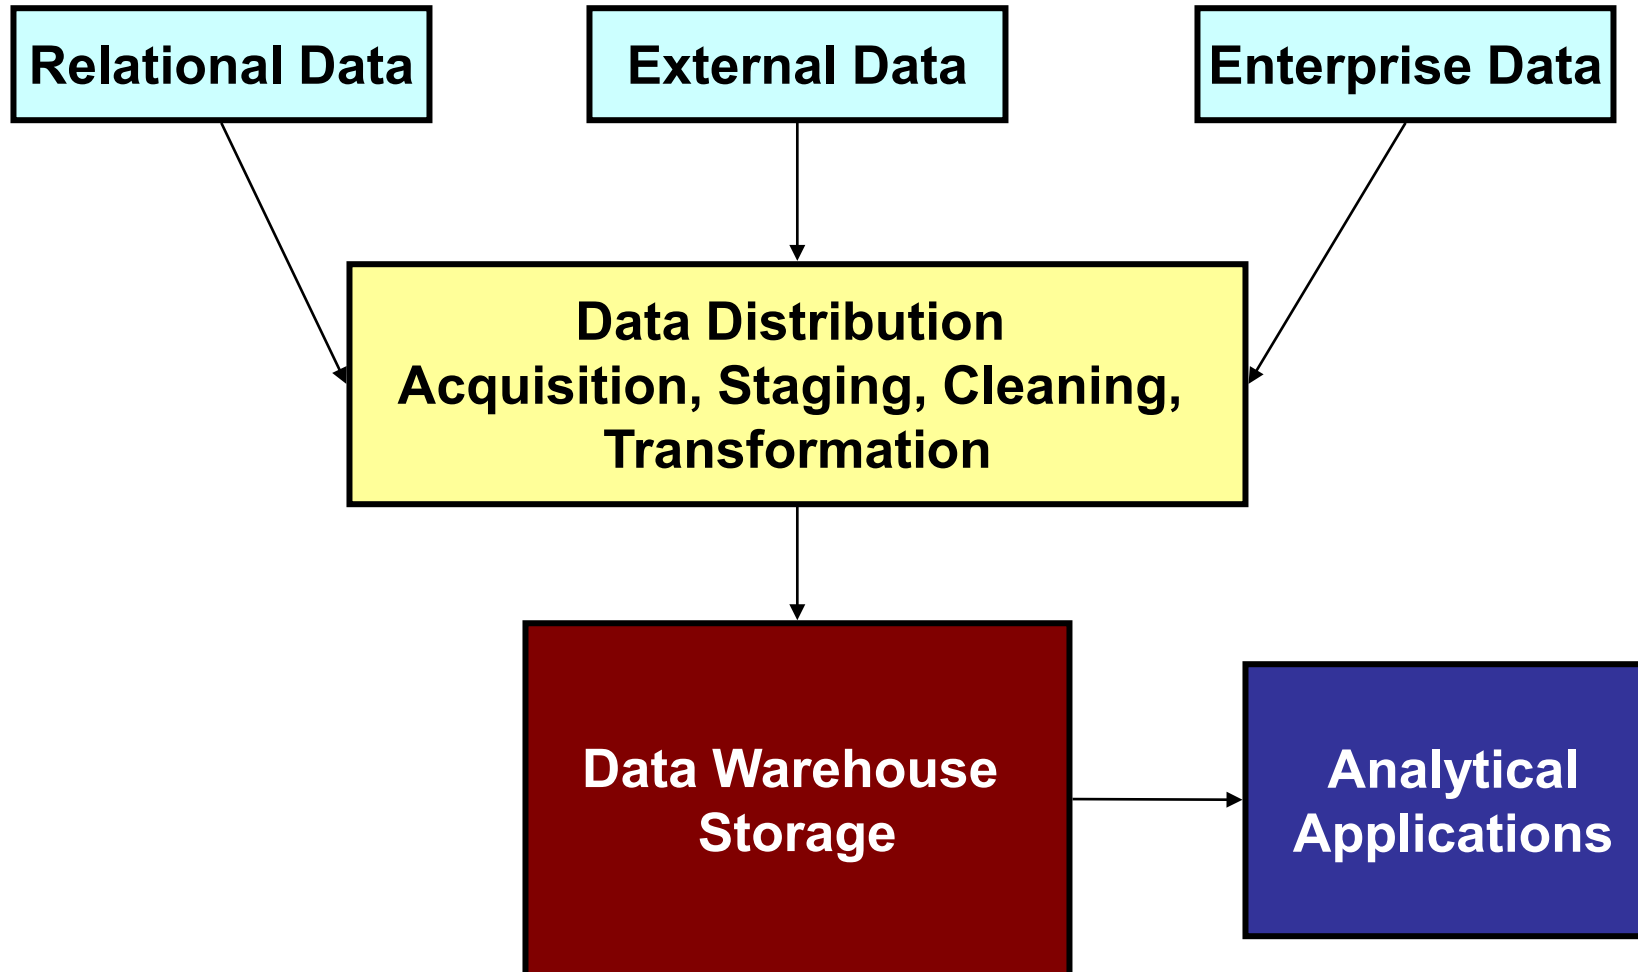 Relational Data
External Data
Enterprise Data
Data Distribution
Acquisition, Staging, Cleaning,
Transformation
Data Warehouse
Storage
Analytical
Applications